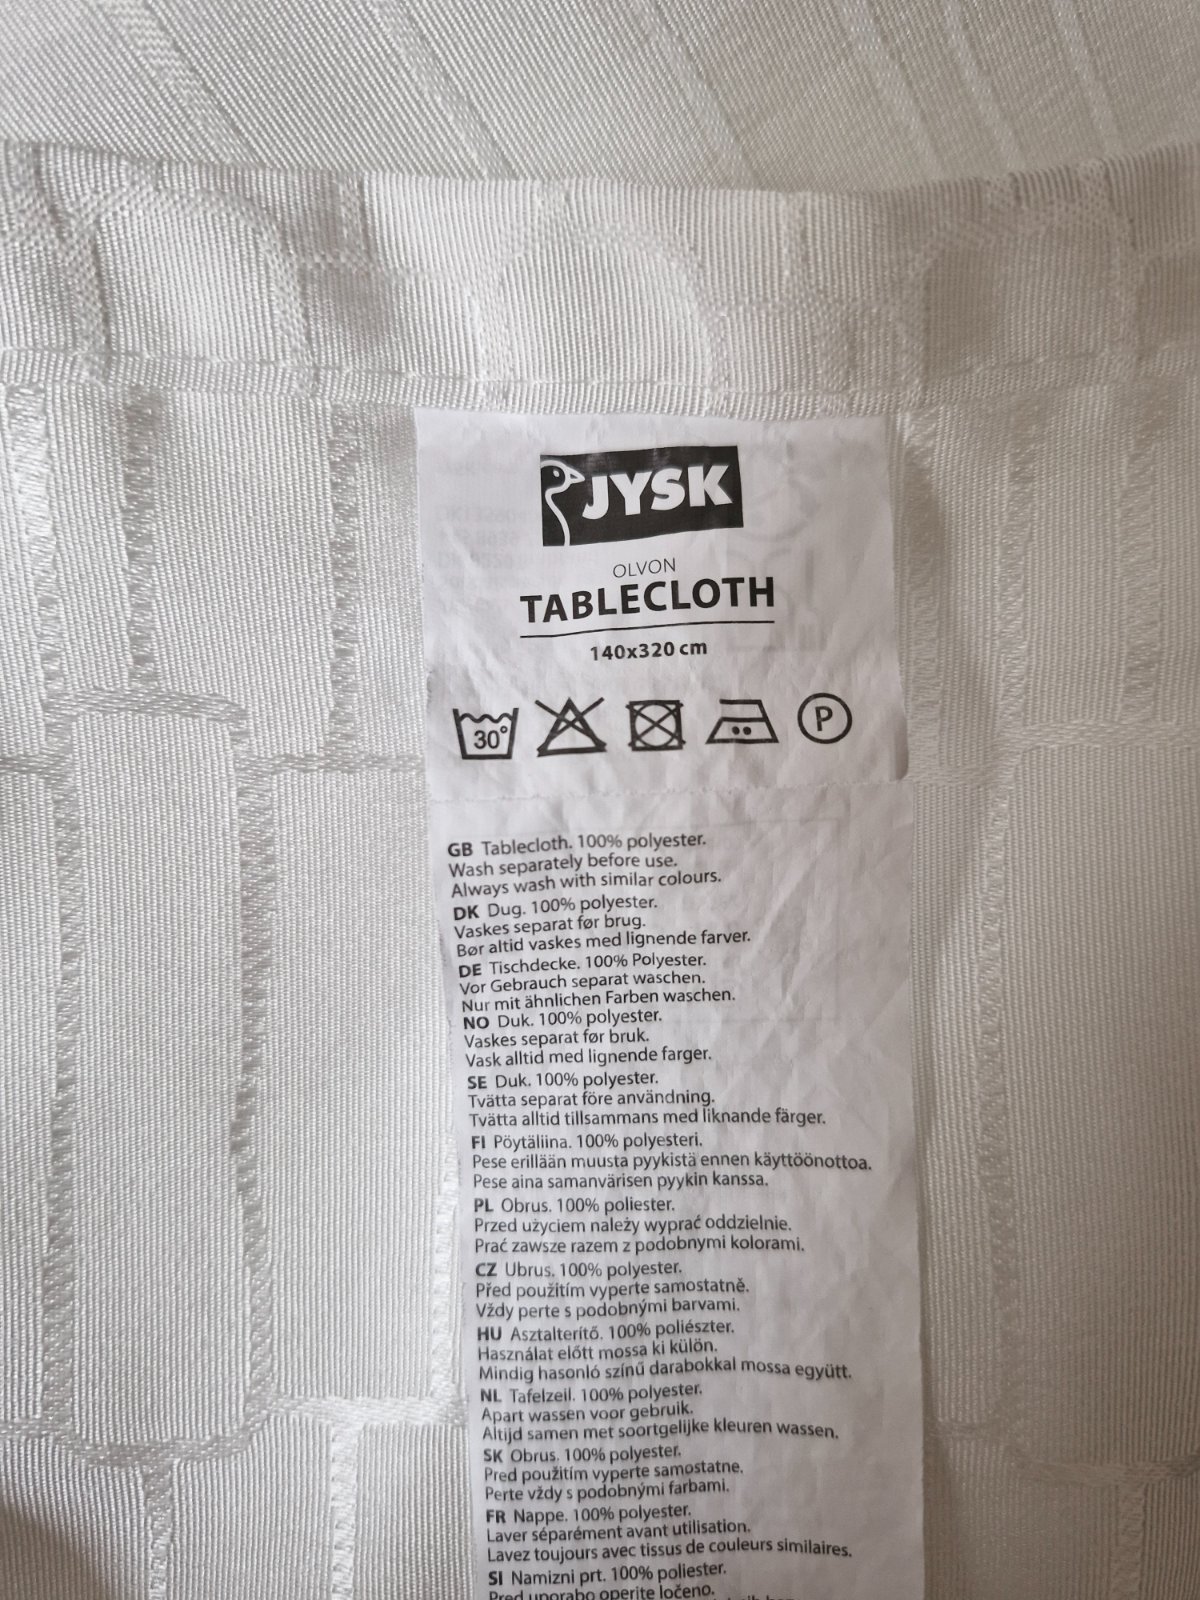 JYSK
OLVON
TABLECLOTH
140x320 cm
30°
P
GB Tablecloth. 100% polyester.
Wash separately before use.
Always wash with similar colours.
DK Dug. 100% polyester.
Vaskes separat før brug.
Bør altid vaskes med lignende farver.
DE Tischdecke. 100% Polyester.
Vor Gebrauch separat waschen.
Nur mit ähnlichen Farben waschen.
NO Duk. 100% polyester.
Vaskes separat før bruk.
Vask alltid med lignende farger.
SE Duk. 100% polyester.
Tvätta separat före användning.
Tvätta alltid tillsammans med liknande färger.
FI Pöytäliina. 100% polyesteri.
Pese erillään muusta pyykistä ennen käyttöönottoa.
Pese aina samanvärisen pyykin kanssa.
PL Obrus. 100% poliester.
Przed użyciem należy wyprać oddzielnie.
Prać zawsze razem z podobnymi kolorami.
CZ Ubrus. 100% polyester.
Před použitím vyperte samostatně.
Vždy perte s podobnými barvami.
HU Asztalterítő. 100% poliészter.
Használat előtt mossa ki külön.
Mindig hasonló színű darabokkal mossa együtt.
NL Tafelzeil. 100% polyester.
Apart wassen voor gebruik.
Altijd samen met soortgelijke kleuren wassen.
SK Obrus. 100% polyester.
Pred použitím vyperte samostatne.
Perte vždy s podobnými farbami.
FR Nappe. 100% polyester.
Laver séparément avant utilisation.
Lavez toujours avec tissus de couleurs similaires.
SI Namizni prt. 100% poliester.
Pred uporabo operite ločeno.